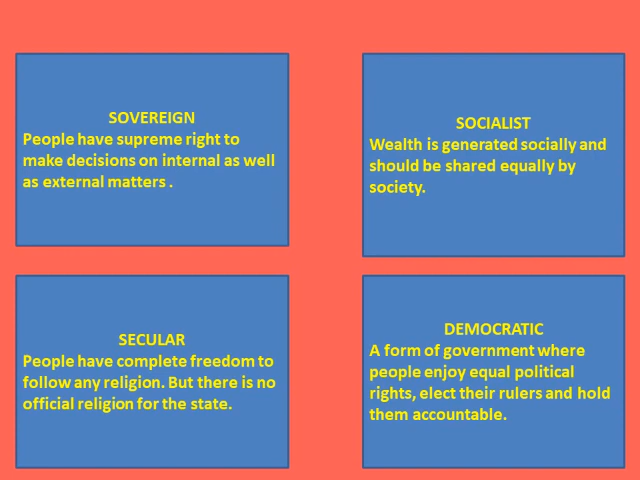 SOVEREIGN
People have supreme right to
make decisions on internal as well
as external matters .
SOCIALIST
Wealth is generated socially and
should be shared equally by
society.
SECULAR
People have complete freedom to
follow any religion. But there is no
official religion for the state.
DEMOCRATIC
A form of government where
people enjoy equal political
rights, elect their rulers and hold
them accountable.